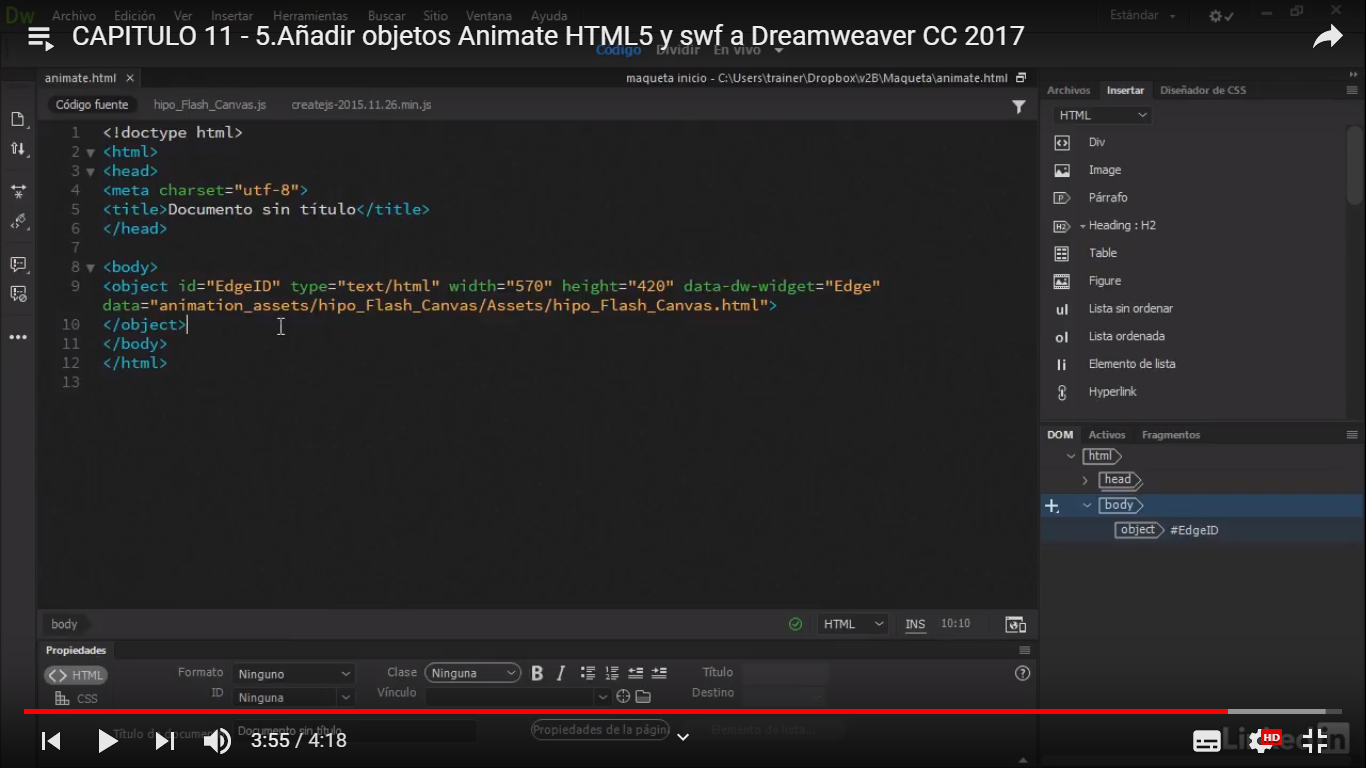 Dw Archivo Edición Ver Insertar Herramientas Buscar Sitio Ventana Ayuda Estándar
CAPITULO 11 - 5.Añadir objetos Animate HTML5 y swf a Dreamweaver CC 2017
Código Dividir En vivo
animate.html × maqueta inicio - C:\Users\trainer\Dropbox\v2B\Maqueta\animate.html
Código fuente hipo_Flash_Canvas.js createjs-2015.11.26.min.js
1 <!doctype html>
2 <html>
3 <head>
4 <meta charset="utf-8">
5 <title>Documento sin título</title>
6 </head>
7
8 <body>
9 <object id="EdgeID" type="text/html" width="570" height="420" data-dw-widget="Edge"
data="animation_assets/hipo_Flash_Canvas/Assets/hipo_Flash_Canvas.html">
10 </object>
11 </body>
12 </html>
13
body HTML INS 10:10
Archivos Insertar Diseñador de CSS
HTML
Div
Image
P Párrafo
H2 Heading : H2
Table
Figure
ul Lista sin ordenar
ol Lista ordenada
li Elemento de lista
Hyperlink
DOM Activos Fragmentos
html
head
body
object #EdgeID
Propiedades
<> HTML Formato Ninguno Clase Ninguna B I Título
CSS ID Ninguna Vínculo Destino
Título de documento Documento sin título Propiedades de la página Elemento de lista...
3:55 / 4:18 HD
LinkedIn